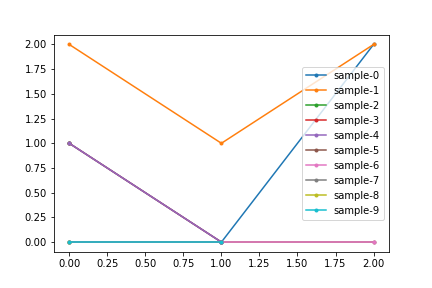 2.00
1.75
1.50
1.25
1.00
0.75
0.50
0.25
0.00
0.00 0.25 0.50 0.75 1.00 1.25 1.50 1.75 2.00
sample-0
sample-1
sample-2
sample-3
sample-4
sample-5
sample-6
sample-7
sample-8
sample-9